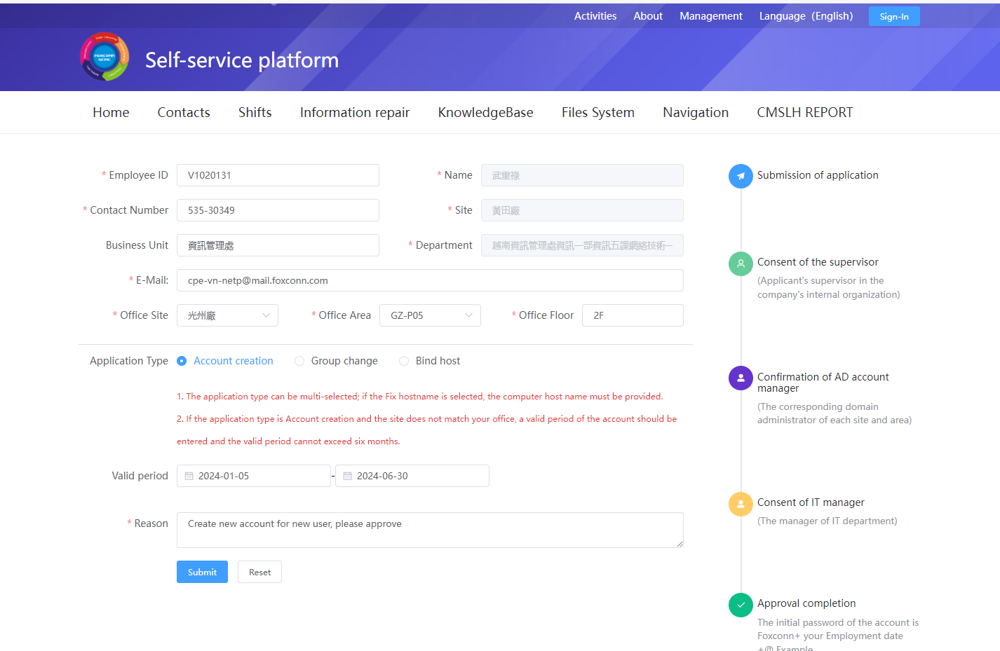 Activities About Management Language（English） Sign-In
FOXCONN
Self-service platform
Home Contacts Shifts Information repair KnowledgeBase Files System Navigation CMSLH REPORT
* Employee ID V1020131 * Name 武重祿
* Contact Number 535-30349 * Site 黃田廠
Business Unit 資訊管理處 * Department 越南資訊管理處資訊一部資訊五課網絡技術一
* E-Mail: cpe-vn-netp@mail.foxconn.com
* Office Site 光州廠 * Office Area GZ-P05 * Office Floor 2F
Application Type Account creation Group change Bind host
1. The application type can be multi-selected; if the Fix hostname is selected, the computer host name must be provided.
2. If the application type is Account creation and the site does not match your office, a valid period of the account should be
entered and the valid period cannot exceed six months.
Valid period 2024-01-05 - 2024-06-30
* Reason Create new account for new user, please approve
Submit Reset
Submission of application
Consent of the supervisor
(Applicant's supervisor in the
company's internal organization)
Confirmation of AD account
manager
(The corresponding domain
administrator of each site and area)
Consent of IT manager
(The manager of IT department)
Approval completion
The initial password of the account is
Foxconn+ your Employment date
+@ Example